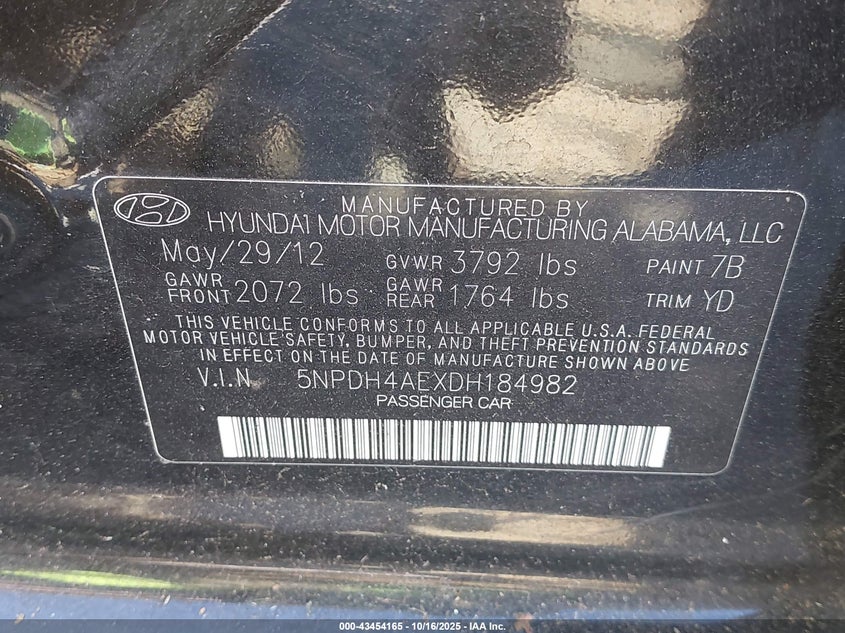 MANUFACTURED BY
HYUNDAI MOTOR MANUFACTURING ALABAMA, LLC
May/29/12 GVWR 3792 lbs PAINT 7B
GAWR FRONT 2072 lbs GAWR REAR 1764 lbs TRIM YD
THIS VEHICLE CONFORMS TO ALL APPLICABLE U.S.A. FEDERAL
MOTOR VEHICLE SAFETY, BUMPER, AND THEFT PREVENTION STANDARDS
IN EFFECT ON THE DATE OF MANUFACTURE SHOWN ABOVE
V.I.N. 5NPDH4AEXDH184982
PASSENGER CAR
000-43454165 - 10/16/2025 - IAA Inc.